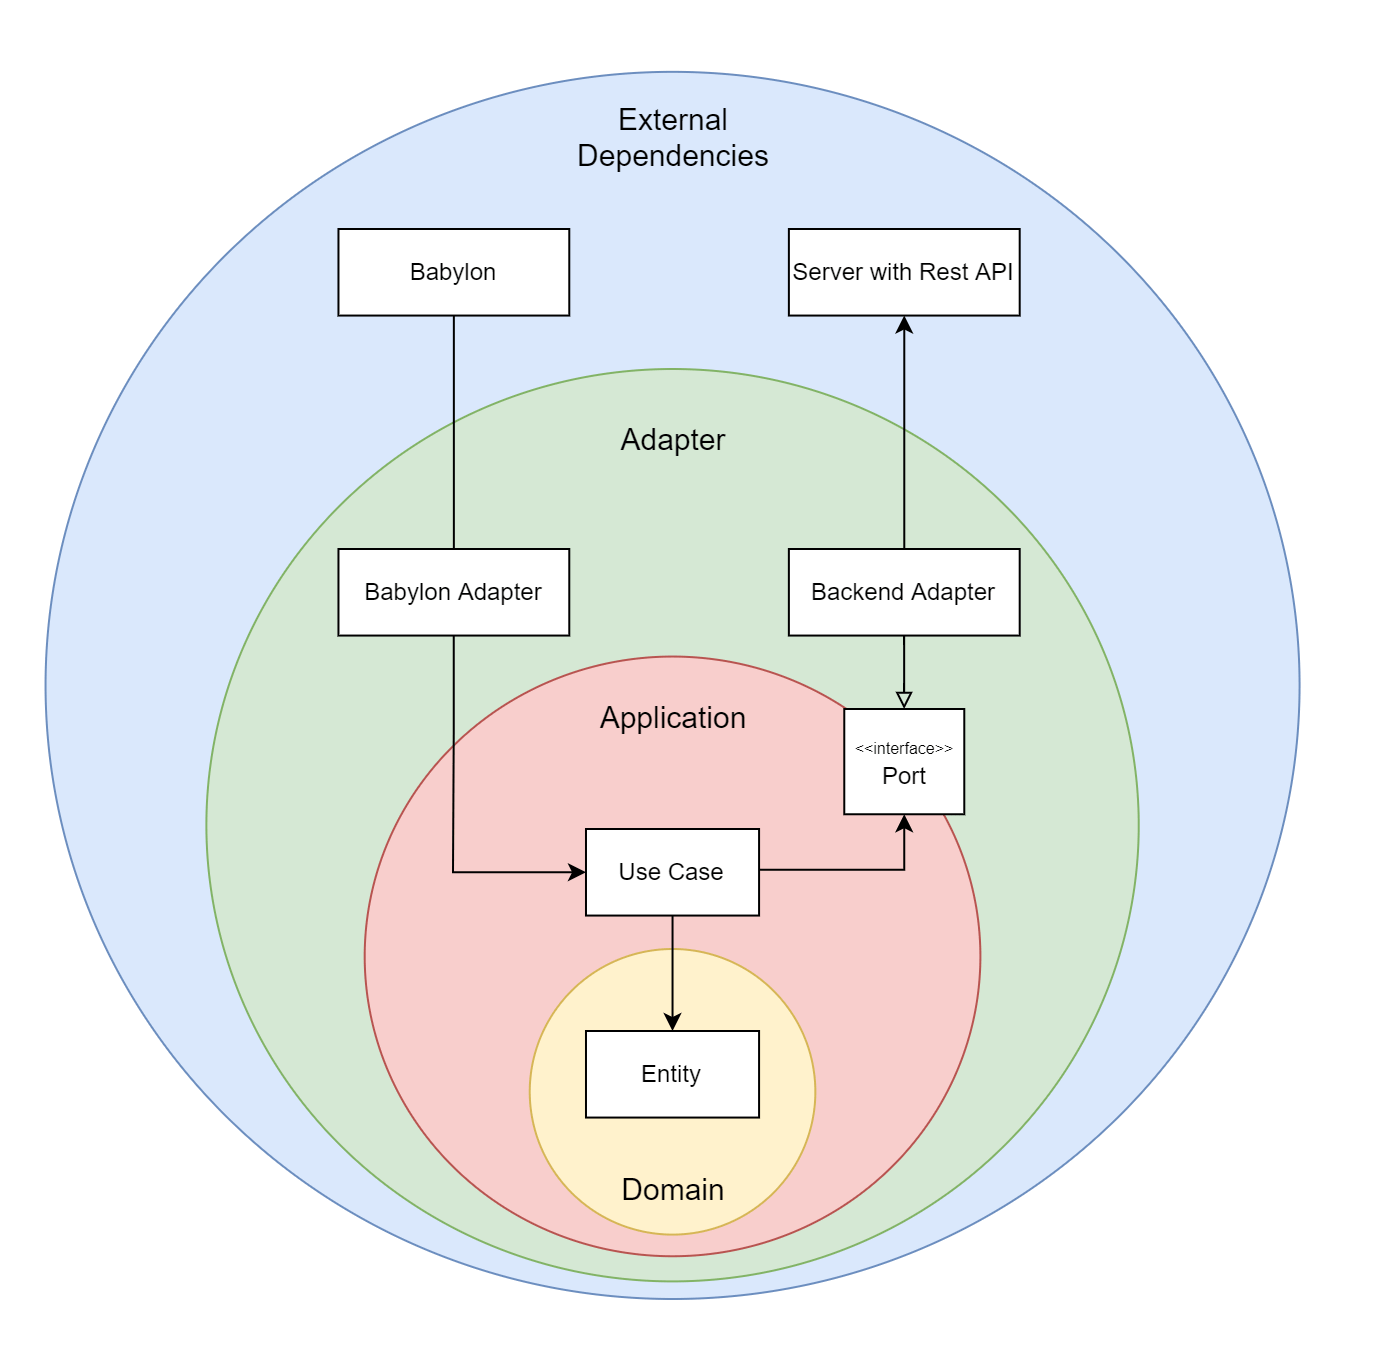 External
Dependencies
Babylon
Server with Rest API
Adapter
Babylon Adapter
Backend Adapter
Application
<<interface>>
Port
Use Case
Entity
Domain